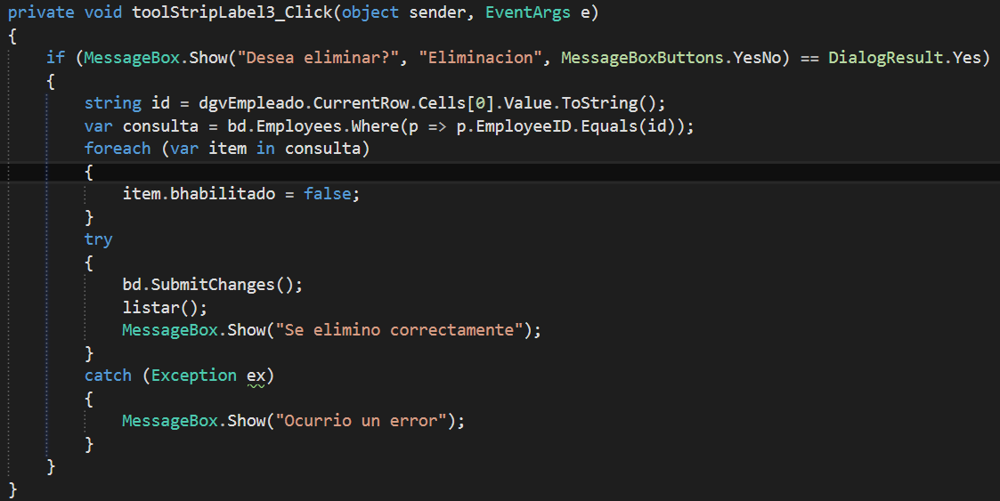 private void toolStripLabel3_Click(object sender, EventArgs e)
{
    if (MessageBox.Show("Desea eliminar?", "Eliminacion", MessageBoxButtons.YesNo) == DialogResult.Yes)
    {
        string id = dgvEmpleado.CurrentRow.Cells[0].Value.ToString();
        var consulta = bd.Employees.Where(p => p.EmployeeID.Equals(id));
        foreach (var item in consulta)
        {
            item.bhabilitado = false;
        }
        try
        {
            bd.SubmitChanges();
            listar();
            MessageBox.Show("Se elimino correctamente");
        }
        catch (Exception ex)
        {
            MessageBox.Show("Ocurrio un error");
        }
    }
}